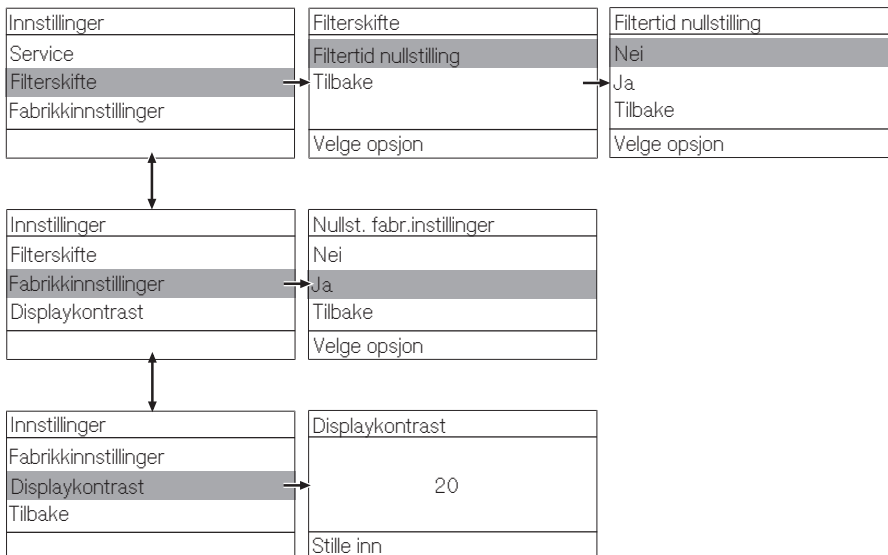 Innstillinger
Service
Filterskifte
Fabrikkinnstillinger
Filterskifte
Filtertid nullstilling
Tilbake
Velge opsjon
Filtertid nullstilling
Nei
Ja
Tilbake
Velge opsjon
Innstillinger
Filterskifte
Fabrikkinnstillinger
Displaykontrast
Nullst. fabr.instillinger
Nei
Ja
Tilbake
Velge opsjon
Innstillinger
Fabrikkinnstillinger
Displaykontrast
Tilbake
Displaykontrast
20
Stille inn